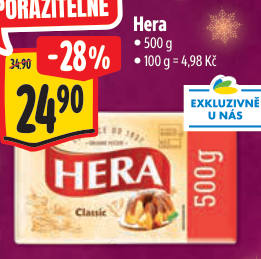 PORAZITELNÉ
34.90
-28%
24 90
Hera
• 500 g
• 100 g = 4,98 Kč
EXKLUZIVNĚ
U NÁS
HERA
Classic
500g